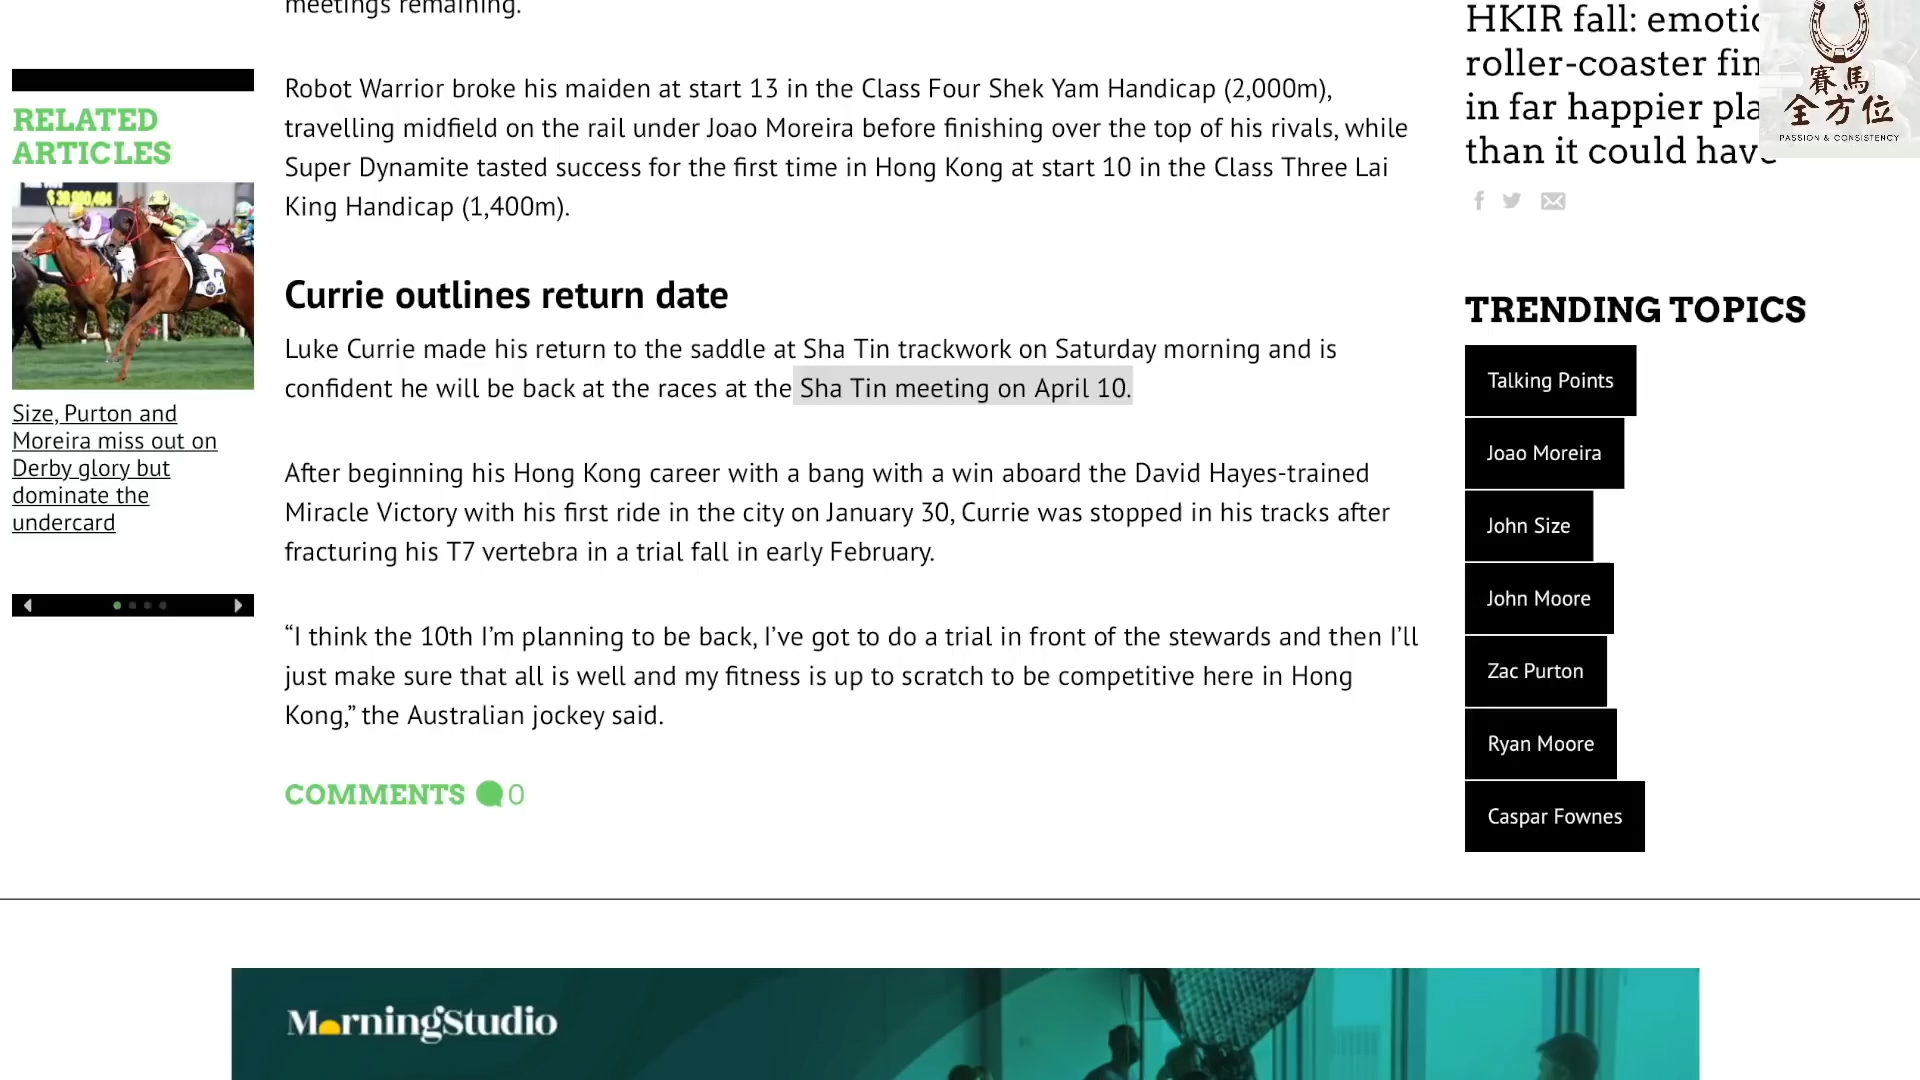 meetings remaining.
Robot Warrior broke his maiden at start 13 in the Class Four Shek Yam Handicap (2,000m),
travelling midfield on the rail under Joao Moreira before finishing over the top of his rivals, while
Super Dynamite tasted success for the first time in Hong Kong at start 10 in the Class Three Lai
King Handicap (1,400m).
Currie outlines return date
Luke Currie made his return to the saddle at Sha Tin trackwork on Saturday morning and is
confident he will be back at the races at the Sha Tin meeting on April 10.
After beginning his Hong Kong career with a bang with a win aboard the David Hayes-trained
Miracle Victory with his first ride in the city on January 30, Currie was stopped in his tracks after
fracturing his T7 vertebra in a trial fall in early February.
“I think the 10th I’m planning to be back, I’ve got to do a trial in front of the stewards and then I’ll
just make sure that all is well and my fitness is up to scratch to be competitive here in Hong
Kong,” the Australian jockey said.
COMMENTS 0
RELATED
ARTICLES
Size, Purton and
Moreira miss out on
Derby glory but
dominate the
undercard
HKIR fall: emotio
roller-coaster fin
in far happier pla
than it could have
賽馬
全方位
PASSION & CONSISTENCY
TRENDING TOPICS
Talking Points
Joao Moreira
John Size
John Moore
Zac Purton
Ryan Moore
Caspar Fownes
MorningStudio